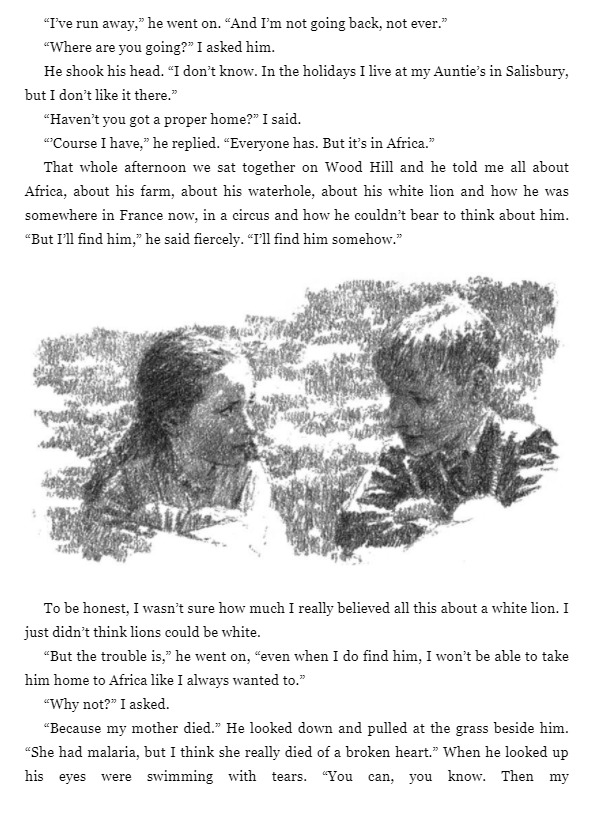 “I’ve run away,” he went on. “And I’m not going back, not ever.”
“Where are you going?” I asked him.
He shook his head. “I don’t know. In the holidays I live at my Auntie’s in Salisbury,
but I don’t like it there.”
“Haven’t you got a proper home?” I said.
“’Course I have,” he replied. “Everyone has. But it’s in Africa.”
That whole afternoon we sat together on Wood Hill and he told me all about
Africa, about his farm, about his waterhole, about his white lion and how he was
somewhere in France now, in a circus and how he couldn’t bear to think about him.
“But I’ll find him,” he said fiercely. “I’ll find him somehow.”
To be honest, I wasn’t sure how much I really believed all this about a white lion. I
just didn’t think lions could be white.
“But the trouble is,” he went on, “even when I do find him, I won’t be able to take
him home to Africa like I always wanted to.”
“Why not?” I asked.
“Because my mother died.” He looked down and pulled at the grass beside him.
“She had malaria, but I think she really died of a broken heart.” When he looked up
his eyes were swimming with tears. “You can, you know. Then my